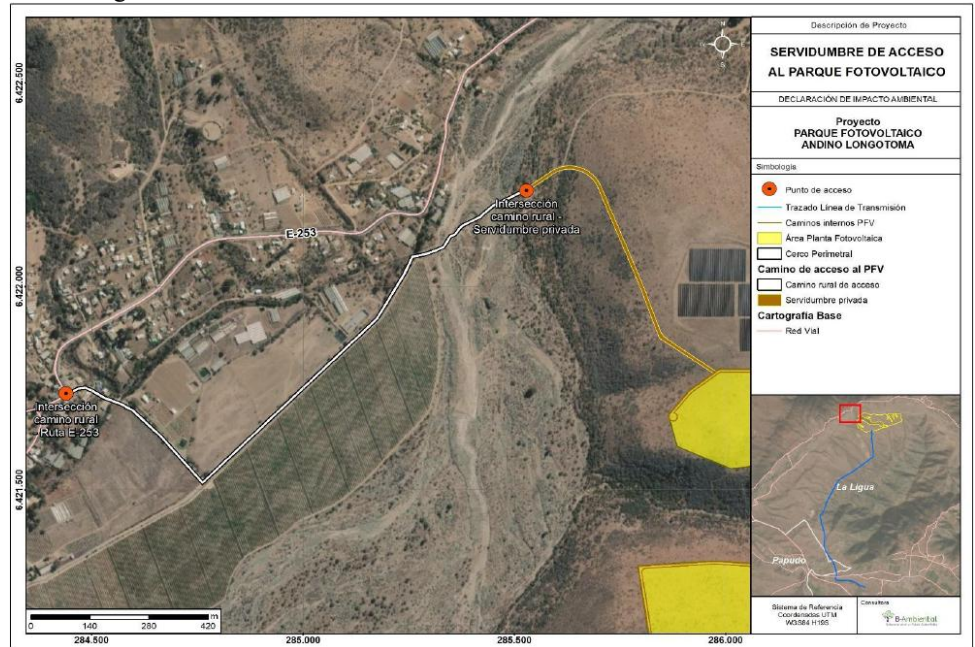 Descripción de Proyecto
SERVIDUMBRE DE ACCESO
AL PARQUE FOTOVOLTAICO
DECLARACIÓN DE IMPACTO AMBIENTAL
Proyecto
PARQUE FOTOVOLTAICO
ANDINO LONGOTOMA
Simbología
Punto de acceso
Trazado Línea de Transmisión
Caminos internos PFV
Área Planta Fotovoltaica
Cerco Perimetral
Camino de acceso al PFV
Camino rural de acceso
Servidumbre privada
Cartografía Base
Red Vial
La Ligua
Papudo
Sistema de Referencia
Coordenadas UTM
WGS84 H19S
Consultora
B-Ambiental
6.422.500
6.422.000
6.421.500
E-253
Intersección
camino rural -
Servidumbre privada
Intersección
camino rural
Ruta E-253
m
0 140 280 420
284.500 285.000 285.500 286.000